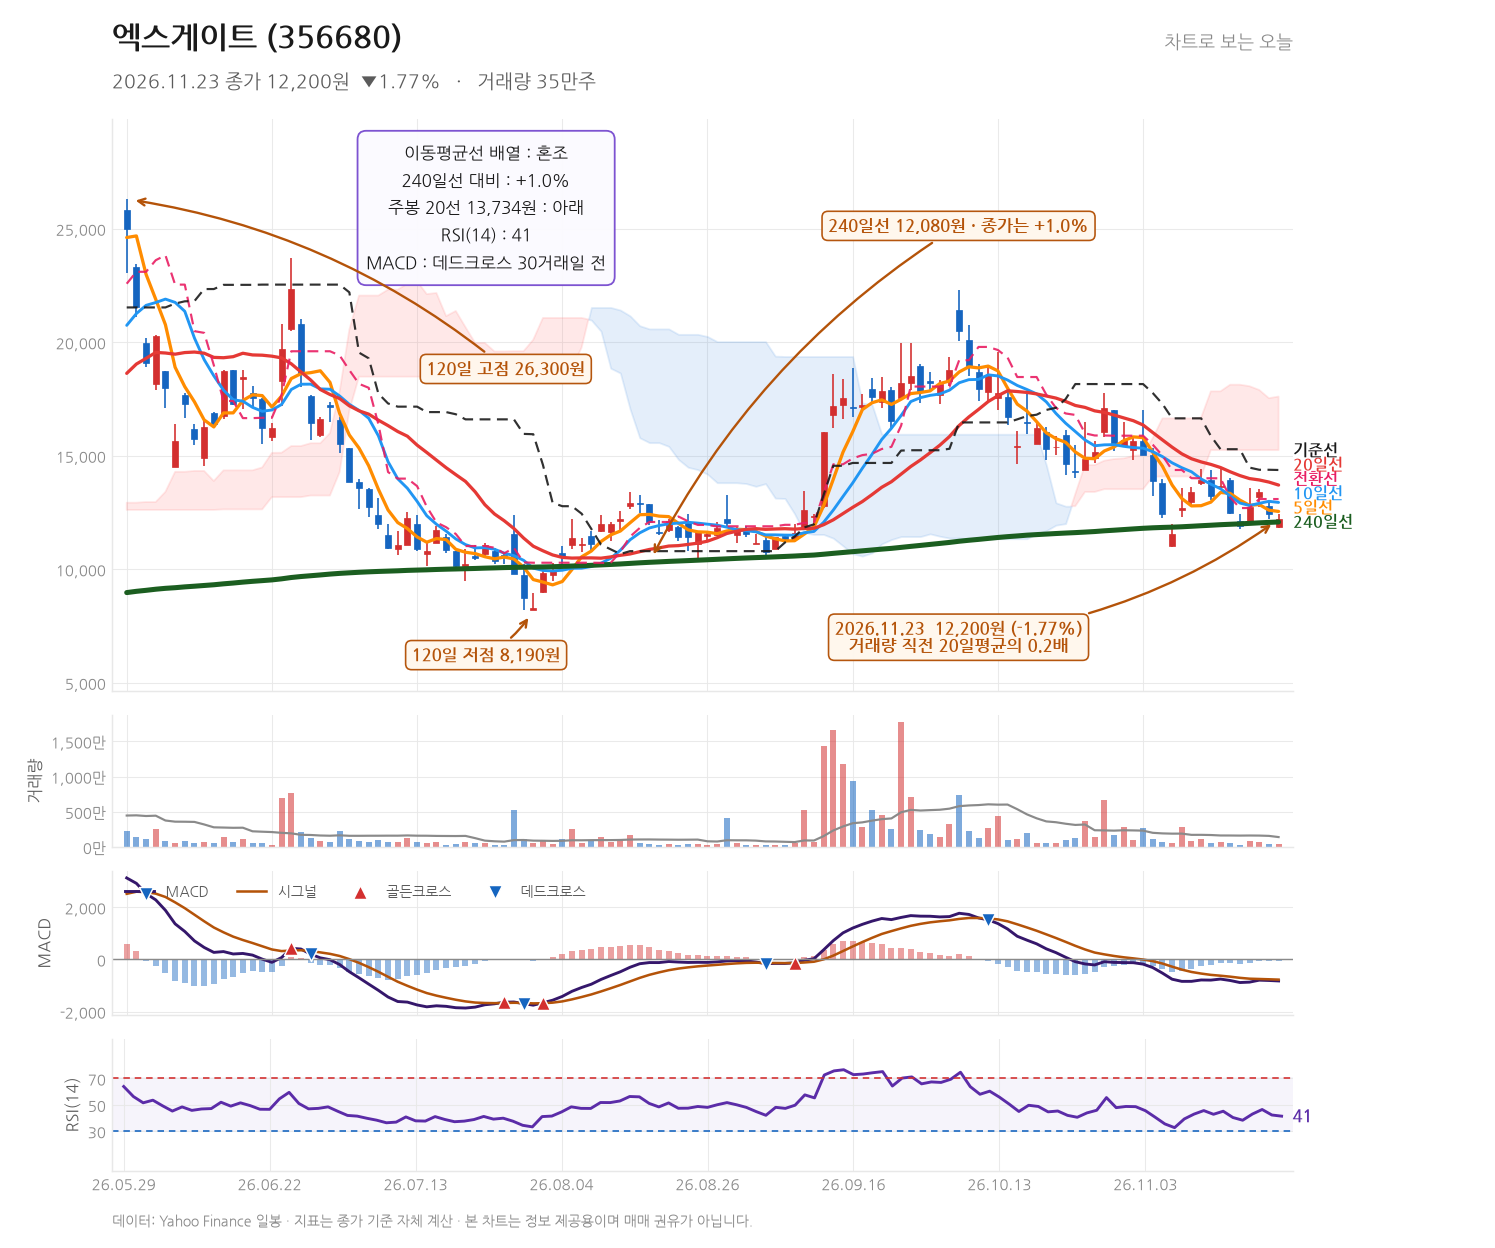 엑스게이트 (356680)
차트로 보는 오늘
2026.11.23 종가 12,200원 ▼1.77% · 거래량 35만주
이동평균선 배열 : 혼조
240일선 대비 : +1.0%
주봉 20선 13,734원 : 아래
RSI(14) : 41
MACD : 데드크로스 30거래일 전
240일선 12,080원 · 종가는 +1.0%
120일 고점 26,300원
120일 저점 8,190원
2026.11.23 12,200원 (-1.77%)
거래량 직전 20일평균의 0.2배
25,000
20,000
15,000
10,000
5,000
기준선
20일선
전환선
10일선
5일선
240일선
거래량
1,500만
1,000만
500만
0만
MACD
MACD
시그널
골든크로스
데드크로스
2,000
0
-2,000
RSI(14)
70
50
30
41
26.05.29
26.06.22
26.07.13
26.08.04
26.08.26
26.09.16
26.10.13
26.11.03
데이터: Yahoo Finance 일봉 · 지표는 종가 기준 자체 계산 · 본 차트는 정보 제공용이며 매매 권유가 아닙니다.